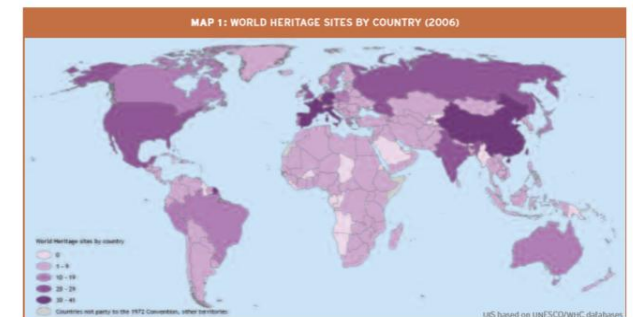 MAP 1: WORLD HERITAGE SITES BY COUNTRY (2006)
World Heritage sites by country
0
1 - 9
10 - 19
20 - 29
30 - 41
Countries not party to the 1972 Convention, other territories
UIS based on UNESCO/WHC databases